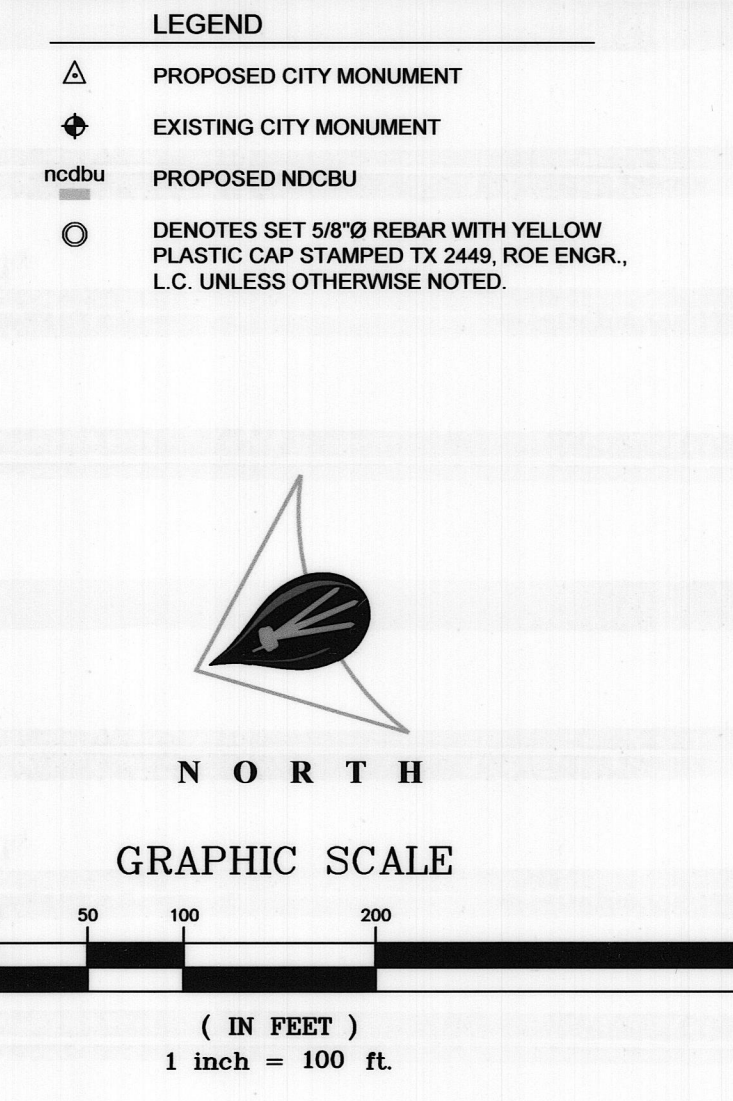 LEGEND
PROPOSED CITY MONUMENT
EXISTING CITY MONUMENT
ncdbu PROPOSED NDCBU
DENOTES SET 5/8"Ø REBAR WITH YELLOW
PLASTIC CAP STAMPED TX 2449, ROE ENGR.,
L.C. UNLESS OTHERWISE NOTED.
N O R T H
GRAPHIC SCALE
50 100 200
( IN FEET )
1 inch = 100 ft.